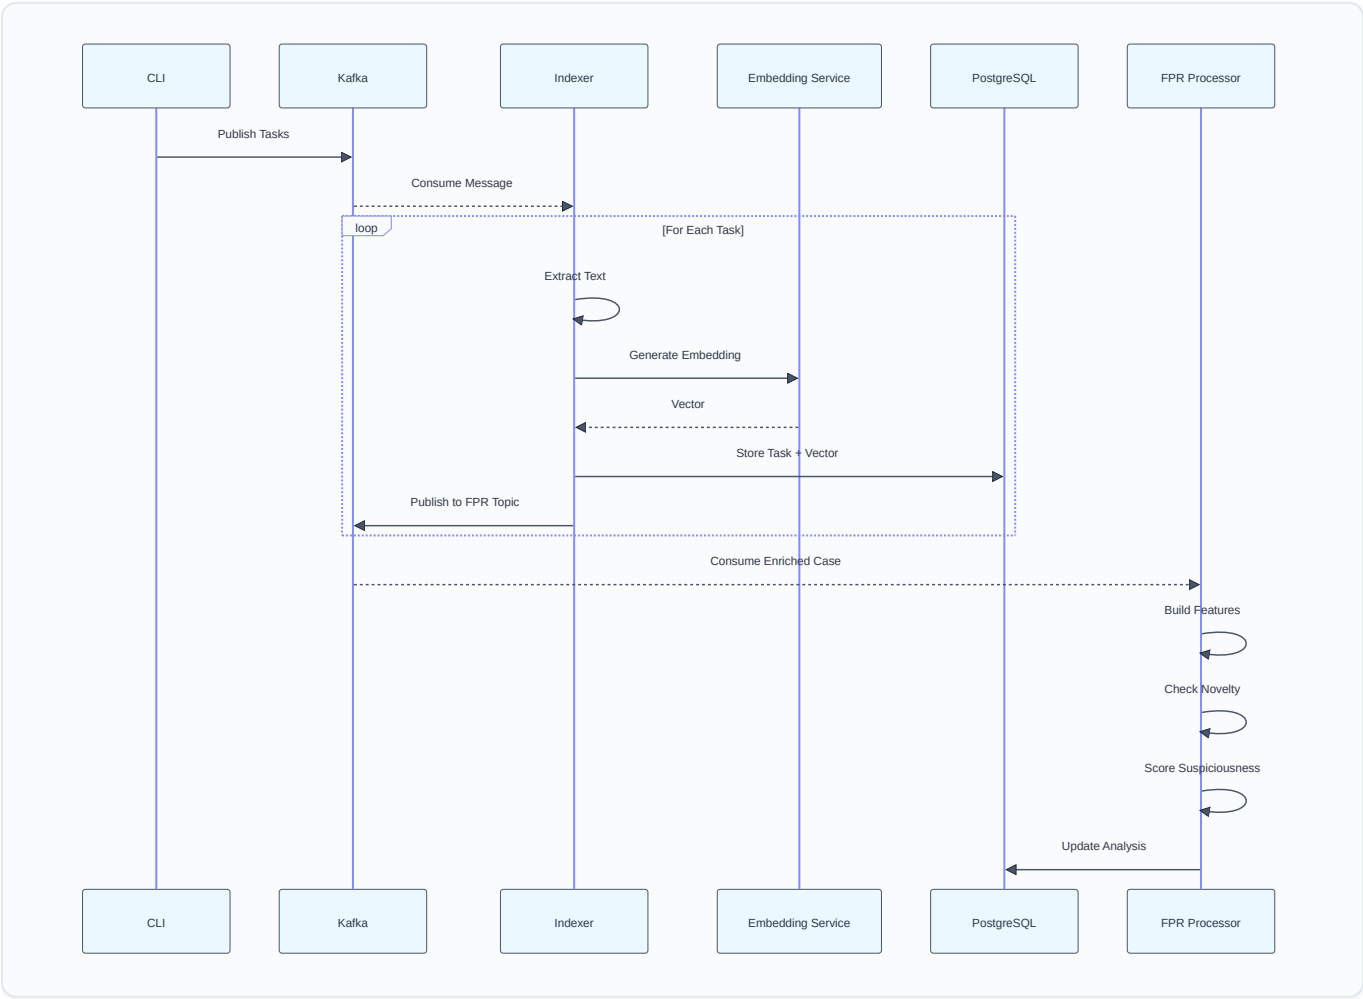 CLI
Kafka
Indexer
Embedding Service
PostgreSQL
FPR Processor
Publish Tasks
Consume Message
loop
[For Each Task]
Extract Text
Generate Embedding
Vector
Store Task + Vector
Publish to FPR Topic
Consume Enriched Case
Build Features
Check Novelty
Score Suspiciousness
Update Analysis
CLI
Kafka
Indexer
Embedding Service
PostgreSQL
FPR Processor